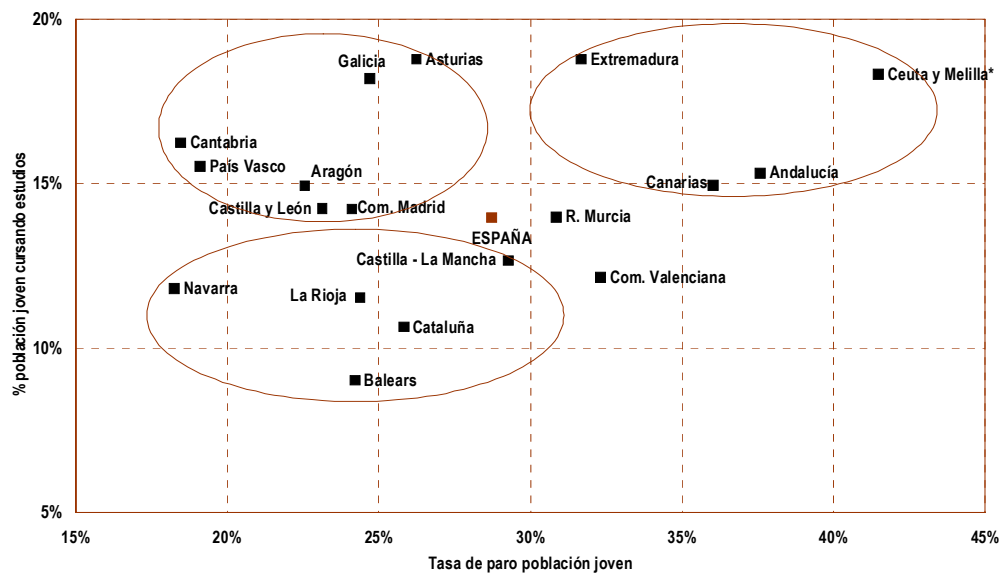 % población joven cursando estudios
20%
Galicia
Asturias
Extremadura
Ceuta y Melilla*
Cantabria
País Vasco
Aragón
15%
Canarias
Andalucía
Castilla y León
Com. Madrid
R. Murcia
ESPAÑA
Castilla - La Mancha
Com. Valenciana
Navarra
La Rioja
Cataluña
10%
Balears
5%
15% 20% 25% 30% 35% 40% 45%
Tasa de paro población joven